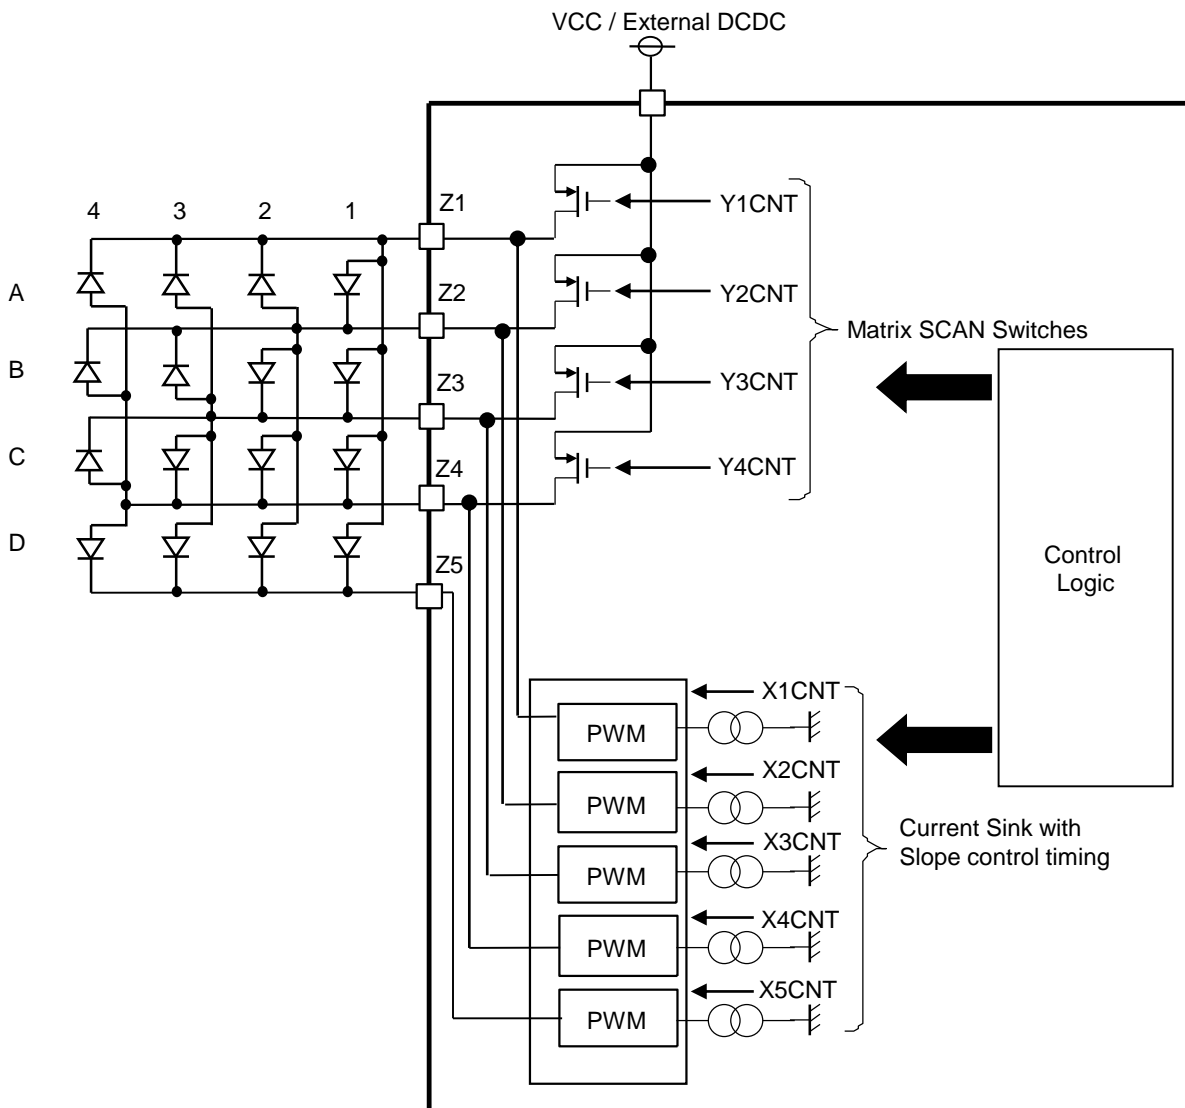 VCC / External DCDC
4 3 2 1
Z1
Y1CNT
A
Z2
Y2CNT
Matrix SCAN Switches
B
Z3
Y3CNT
C
Z4
Y4CNT
D
Z5
Control
Logic
X1CNT
PWM
X2CNT
PWM
X3CNT
PWM
Current Sink with
Slope control timing
X4CNT
PWM
X5CNT
PWM